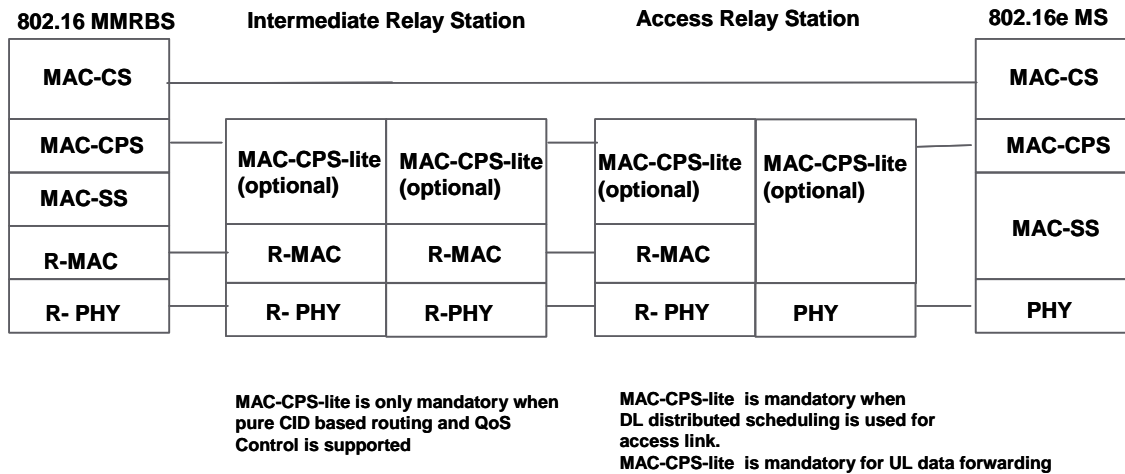 802.16 MMRBS
Intermediate Relay Station
Access Relay Station
802.16e MS
MAC-CS
MAC-CPS
MAC-SS
R-MAC
R- PHY
MAC-CPS-lite
(optional)
R-MAC
R- PHY
MAC-CPS-lite
(optional)
R-MAC
R-PHY
MAC-CPS-lite
(optional)
R-MAC
R- PHY
MAC-CPS-lite
(optional)
PHY
MAC-CS
MAC-CPS
MAC-SS
PHY
MAC-CPS-lite is only mandatory when
pure CID based routing and QoS
Control is supported
MAC-CPS-lite is mandatory when
DL distributed scheduling is used for
access link.
MAC-CPS-lite is mandatory for UL data forwarding